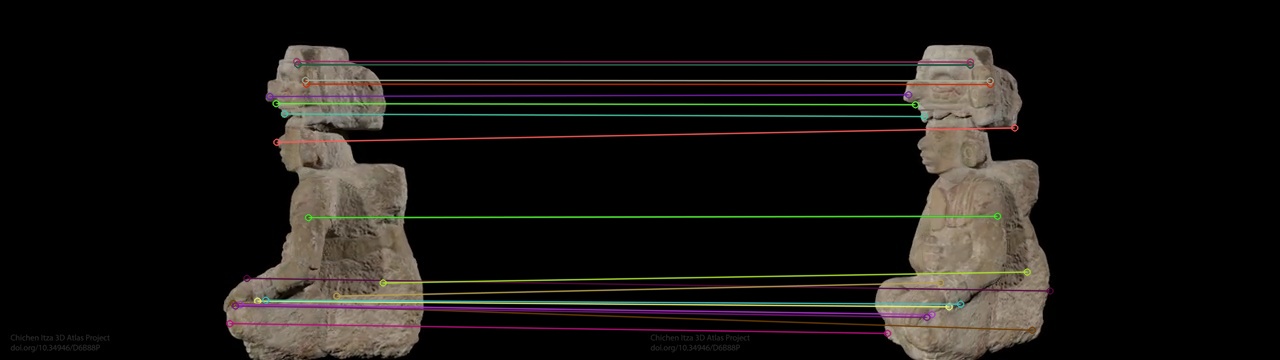 Chichen Itza 3D Atlas Project
doi.org/10.34946/D6B88P
Chichen Itza 3D Atlas Project
doi.org/10.34946/D6B88P